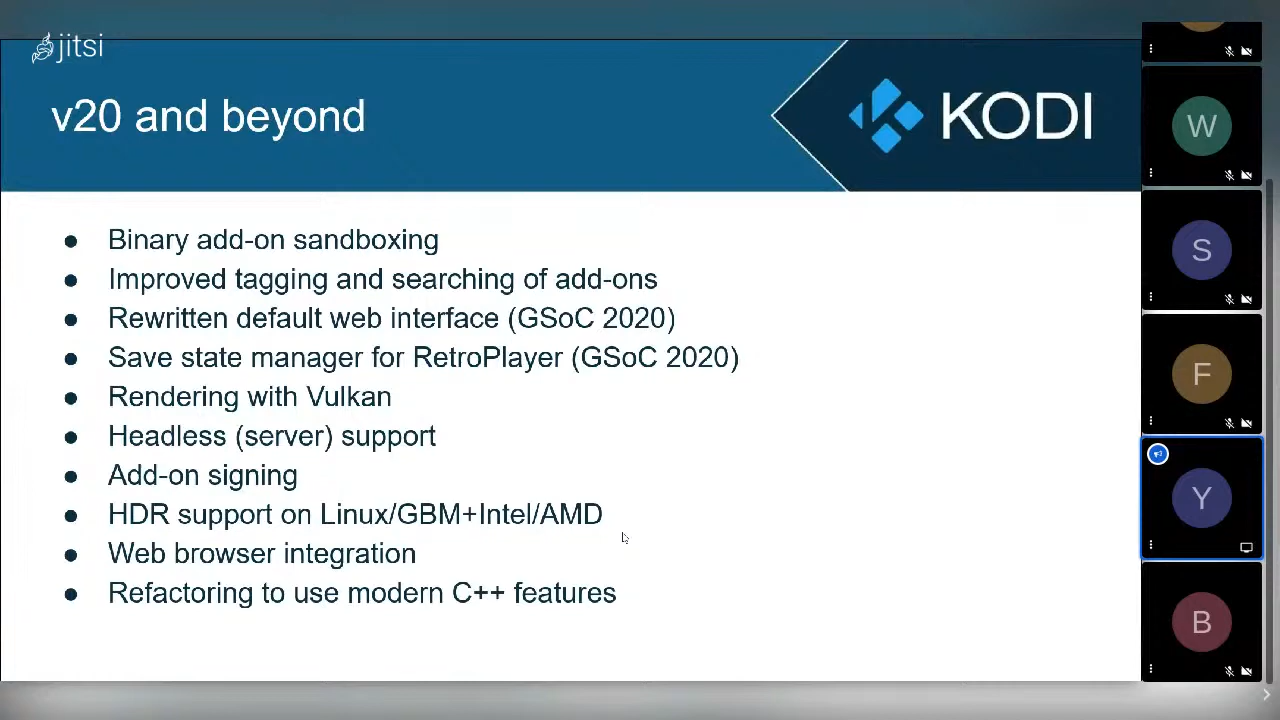 jitsi
v20 and beyond
KODI
● Binary add-on sandboxing
● Improved tagging and searching of add-ons
● Rewritten default web interface (GSoC 2020)
● Save state manager for RetroPlayer (GSoC 2020)
● Rendering with Vulkan
● Headless (server) support
● Add-on signing
● HDR support on Linux/GBM+Intel/AMD
● Web browser integration
● Refactoring to use modern C++ features
W
S
F
Y
B